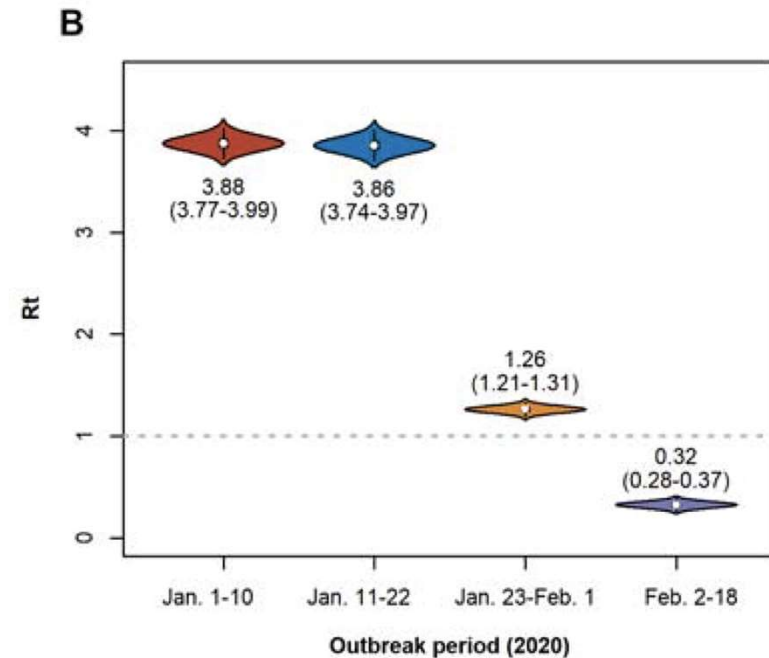 B
4
3.88
(3.77-3.99)
3.86
(3.74-3.97)
3
Rt
2
1.26
(1.21-1.31)
1
0.32
(0.28-0.37)
0
Jan. 1-10
Jan. 11-22
Jan. 23-Feb. 1
Feb. 2-18
Outbreak period (2020)